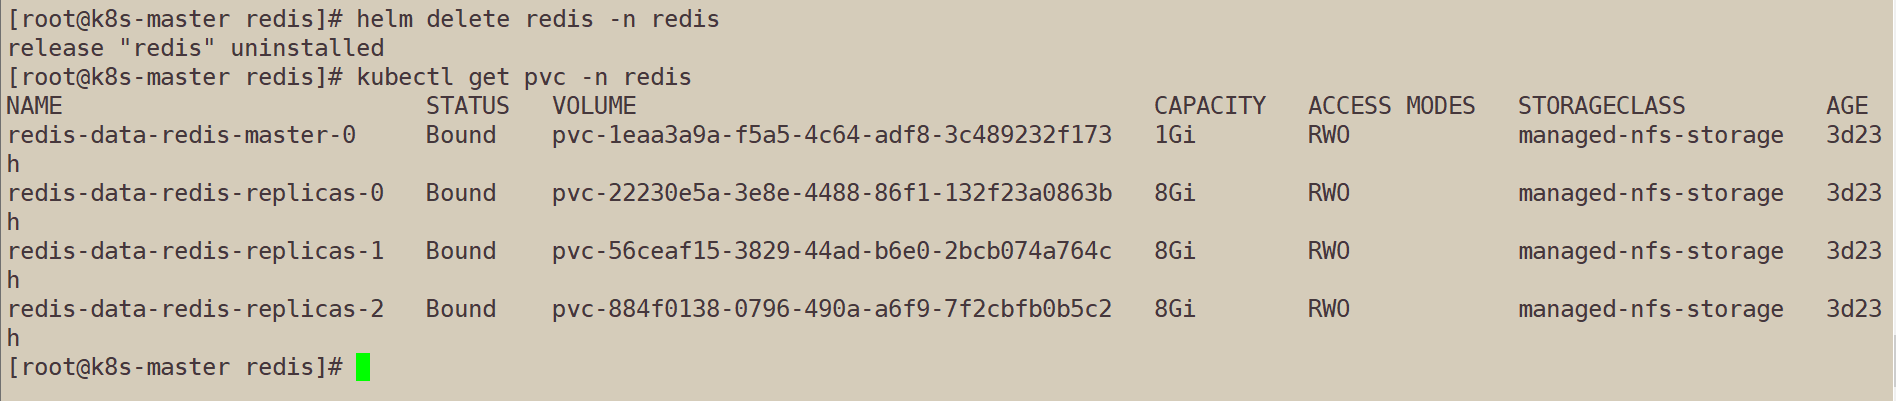 [root@k8s-master redis]# helm delete redis -n redis
release "redis" uninstalled
[root@k8s-master redis]# kubectl get pvc -n redis
NAME                          STATUS   VOLUME                                     CAPACITY   ACCESS MODES   STORAGECLASS          AGE
redis-data-redis-master-0     Bound    pvc-1eaa3a9a-f5a5-4c64-adf8-3c489232f173   1Gi        RWO            managed-nfs-storage   3d23
h
redis-data-redis-replicas-0   Bound    pvc-22230e5a-3e8e-4488-86f1-132f23a0863b   8Gi        RWO            managed-nfs-storage   3d23
h
redis-data-redis-replicas-1   Bound    pvc-56ceaf15-3829-44ad-b6e0-2bcb074a764c   8Gi        RWO            managed-nfs-storage   3d23
h
redis-data-redis-replicas-2   Bound    pvc-884f0138-0796-490a-a6f9-7f2cbfb0b5c2   8Gi        RWO            managed-nfs-storage   3d23
h
[root@k8s-master redis]#